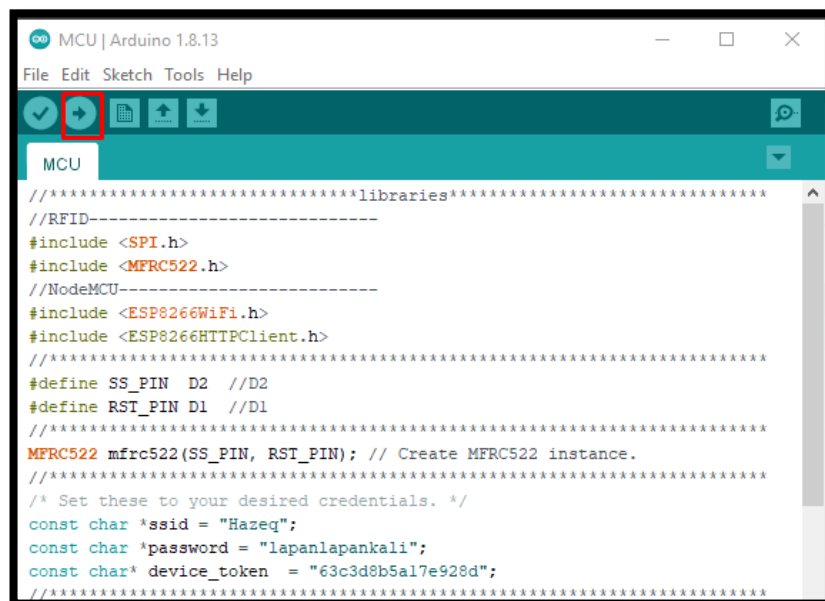 MCU | Arduino 1.8.13
File Edit Sketch Tools Help
MCU
//*******************************libraries********************************
//RFID-----------------------------
#include <SPI.h>
#include <MFRC522.h>
//NodeMCU--------------------------
#include <ESP8266WiFi.h>
#include <ESP8266HTTPClient.h>
//************************************************************************
#define SS_PIN  D2  //D2
#define RST_PIN D1  //D1
//************************************************************************
MFRC522 mfrc522(SS_PIN, RST_PIN); // Create MFRC522 instance.
//************************************************************************
/* Set these to your desired credentials. */
const char *ssid = "Hazeq";
const char *password = "lapanlapankali";
const char* device_token  = "63c3d8b5a17e928d";
//************************************************************************